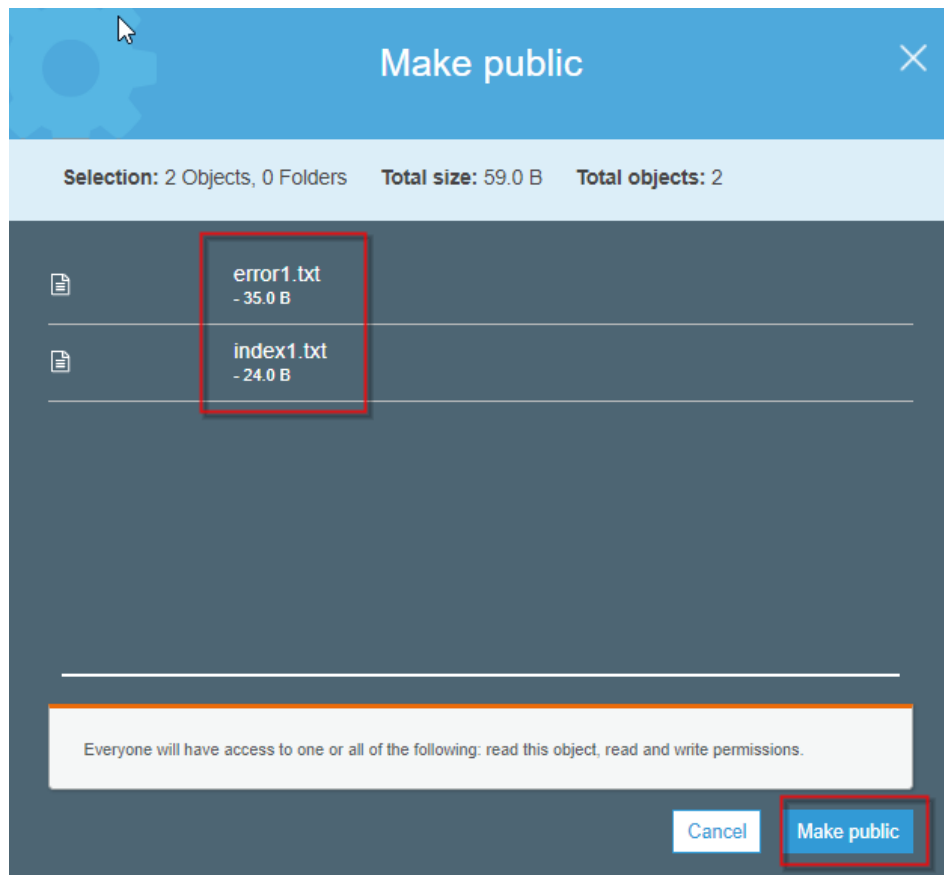 Make public
Selection: 2 Objects, 0 Folders Total size: 59.0 B Total objects: 2
error1.txt
- 35.0 B
index1.txt
- 24.0 B
Everyone will have access to one or all of the following: read this object, read and write permissions.
Cancel Make public